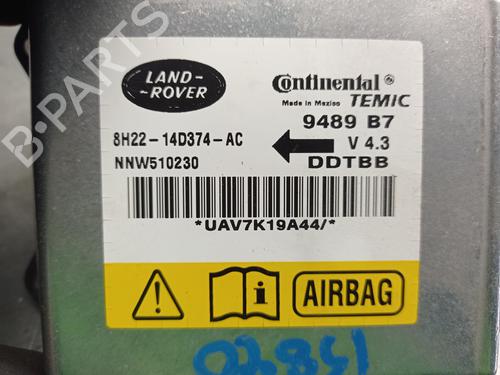 LAND-
-ROVER
Continental®
Made in Mexico TEMIC
9489 B7
8H22-14D374-AC
V 4.3
NNW510230
DDTBB
*UAV7K19A44/*
AIRBAG
B-PARTS